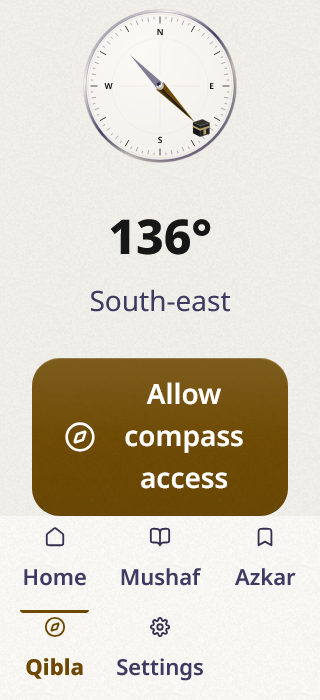 N
W
E
S
136°
South-east
Allow
compass
access
Home
Mushaf
Azkar
Qibla
Settings